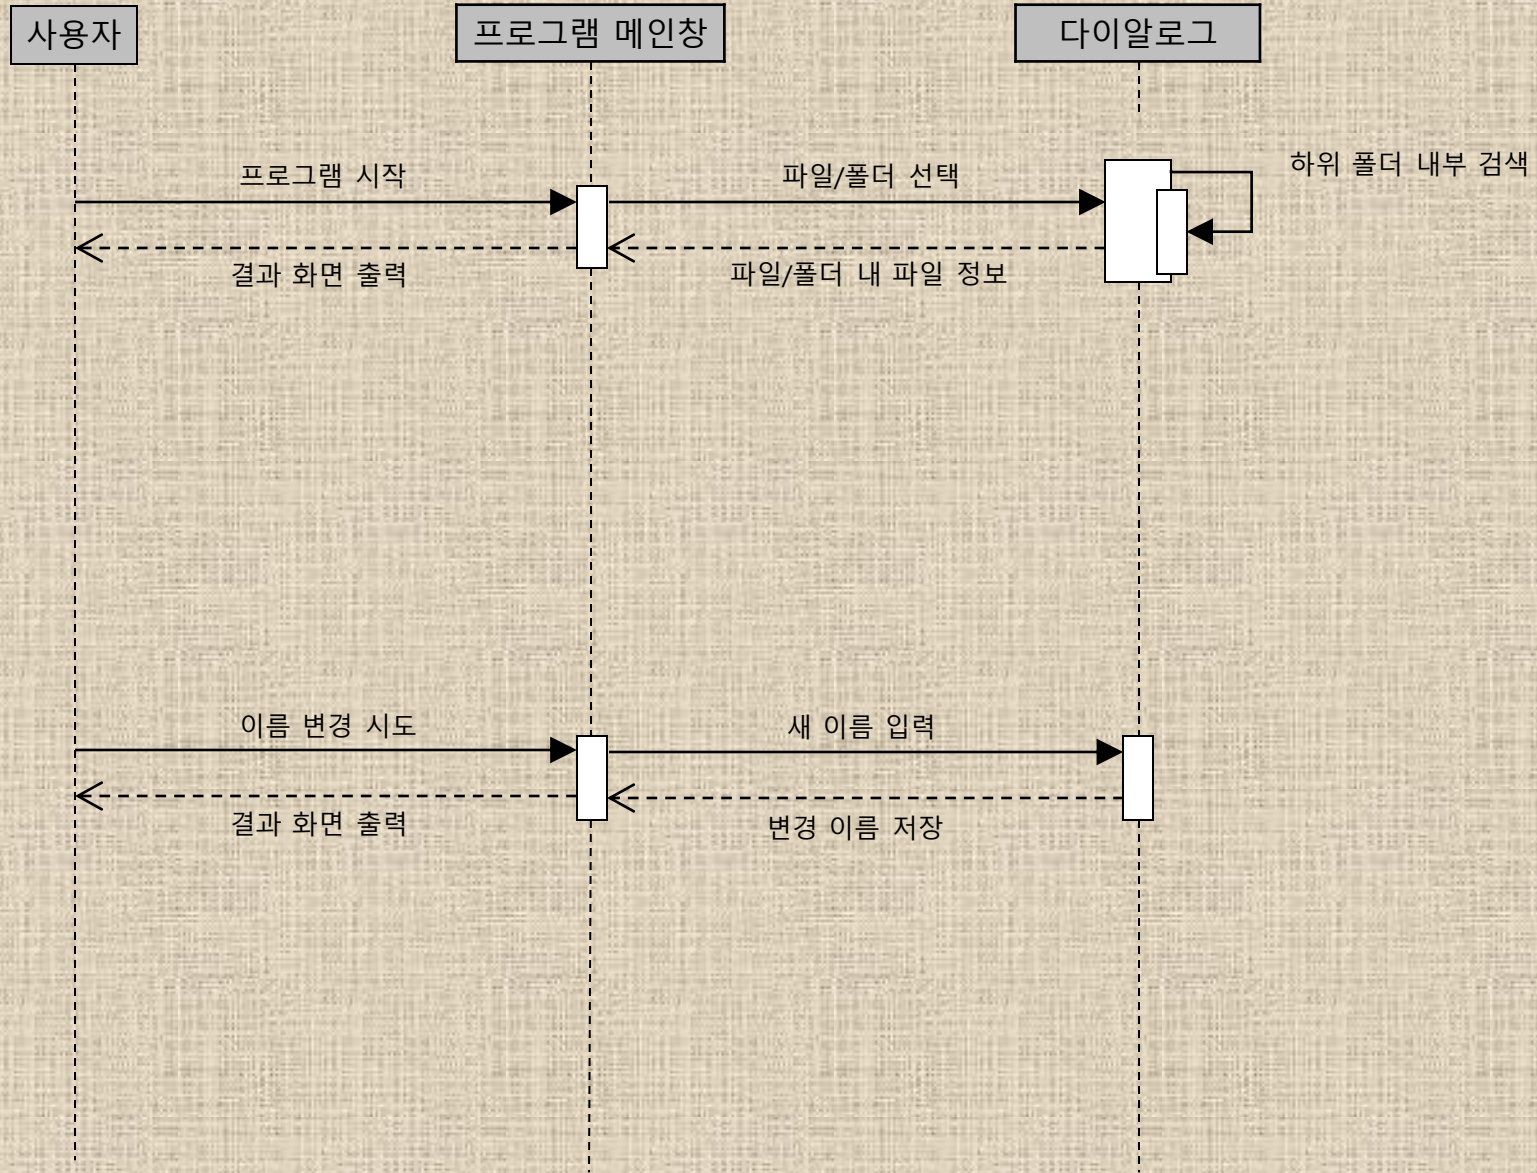 사용자
프로그램 메인창
다이알로그
프로그램 시작
파일/폴더 선택
하위 폴더 내부 검색
결과 화면 출력
파일/폴더 내 파일 정보
이름 변경 시도
새 이름 입력
결과 화면 출력
변경 이름 저장